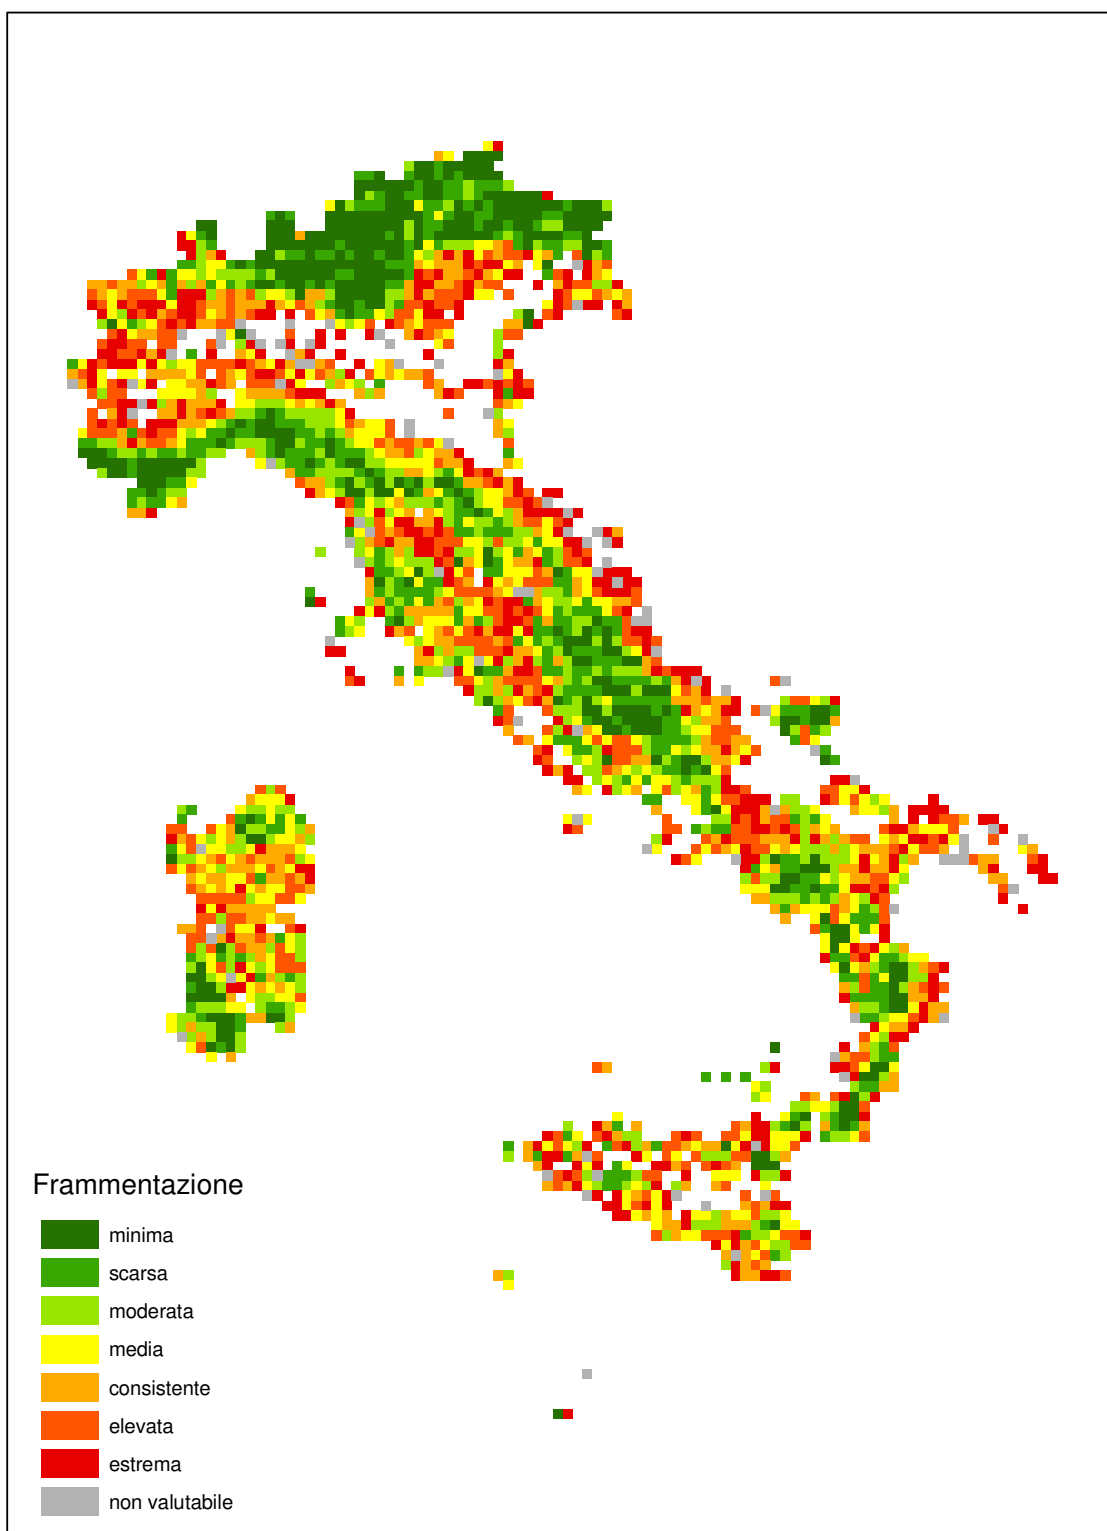 Frammentazione
minima
scarsa
moderata
media
consistente
elevata
estrema
non valutabile